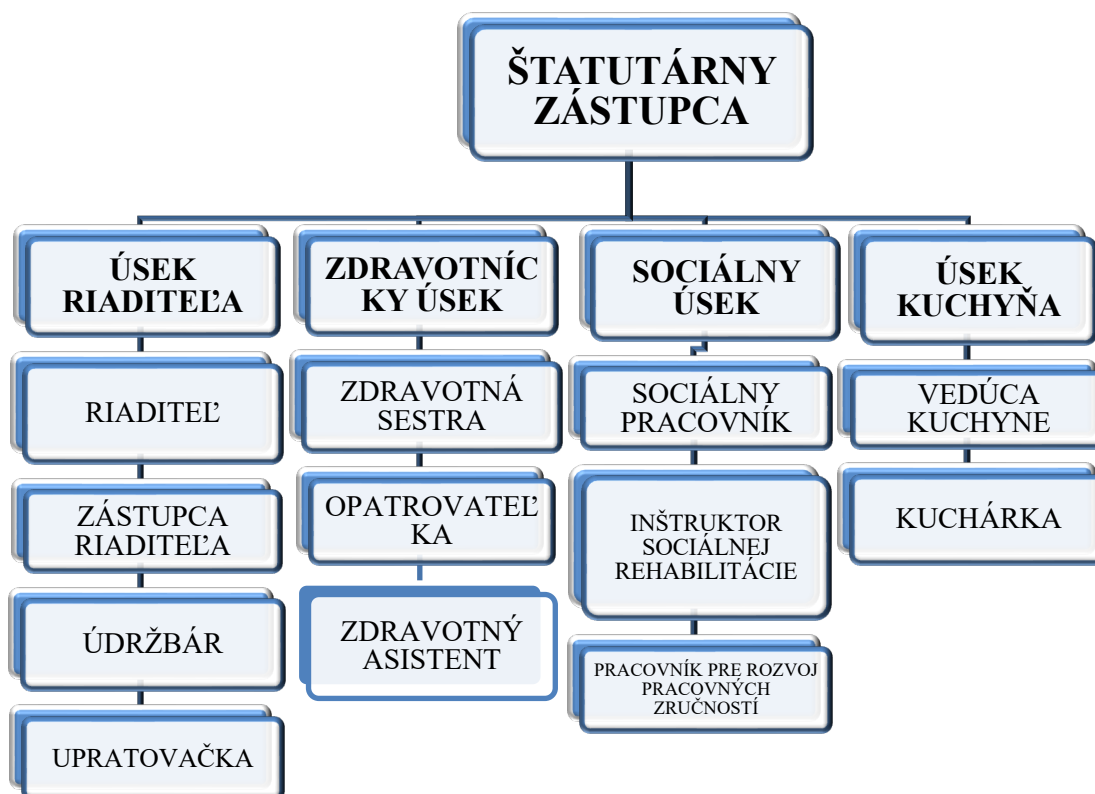 ŠTATUTÁRNY
ZÁSTUPCA
ÚSEK
RIADITEĽA
RIADITEĽ
ZÁSTUPCA
RIADITEĽA
ÚDRŽBÁR
UPRATOVAČKA
ZDRAVOTNÍC
KY ÚSEK
ZDRAVOTNÁ
SESTRA
OPATROVATEĽ
KA
ZDRAVOTNÝ
ASISTENT
SOCIÁLNY
ÚSEK
SOCIÁLNY
PRACOVNÍK
INŠTRUKTOR
SOCIÁLNEJ
REHABILITÁCIE
PRACOVNÍK PRE ROZVOJ
PRACOVNÝCH
ZRUČNOSTÍ
ÚSEK
KUCHYŇA
VEDÚCA
KUCHYNE
KUCHÁRKA